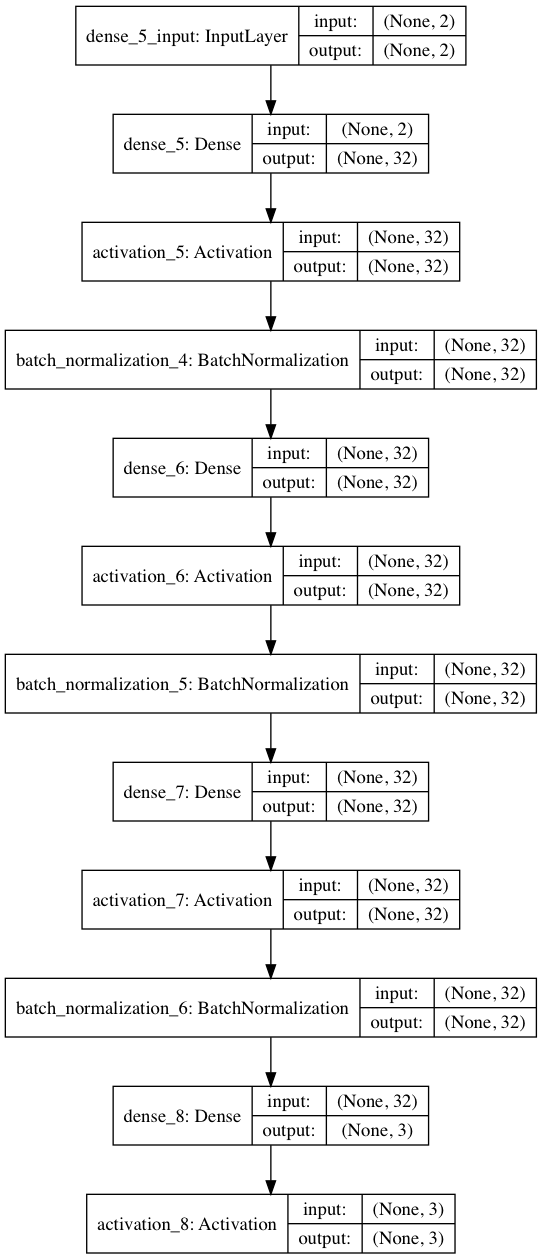 dense_5_input: InputLayer
input: (None, 2)
output: (None, 2)
dense_5: Dense
input: (None, 2)
output: (None, 32)
activation_5: Activation
input: (None, 32)
output: (None, 32)
batch_normalization_4: BatchNormalization
input: (None, 32)
output: (None, 32)
dense_6: Dense
input: (None, 32)
output: (None, 32)
activation_6: Activation
input: (None, 32)
output: (None, 32)
batch_normalization_5: BatchNormalization
input: (None, 32)
output: (None, 32)
dense_7: Dense
input: (None, 32)
output: (None, 32)
activation_7: Activation
input: (None, 32)
output: (None, 32)
batch_normalization_6: BatchNormalization
input: (None, 32)
output: (None, 32)
dense_8: Dense
input: (None, 32)
output: (None, 3)
activation_8: Activation
input: (None, 3)
output: (None, 3)